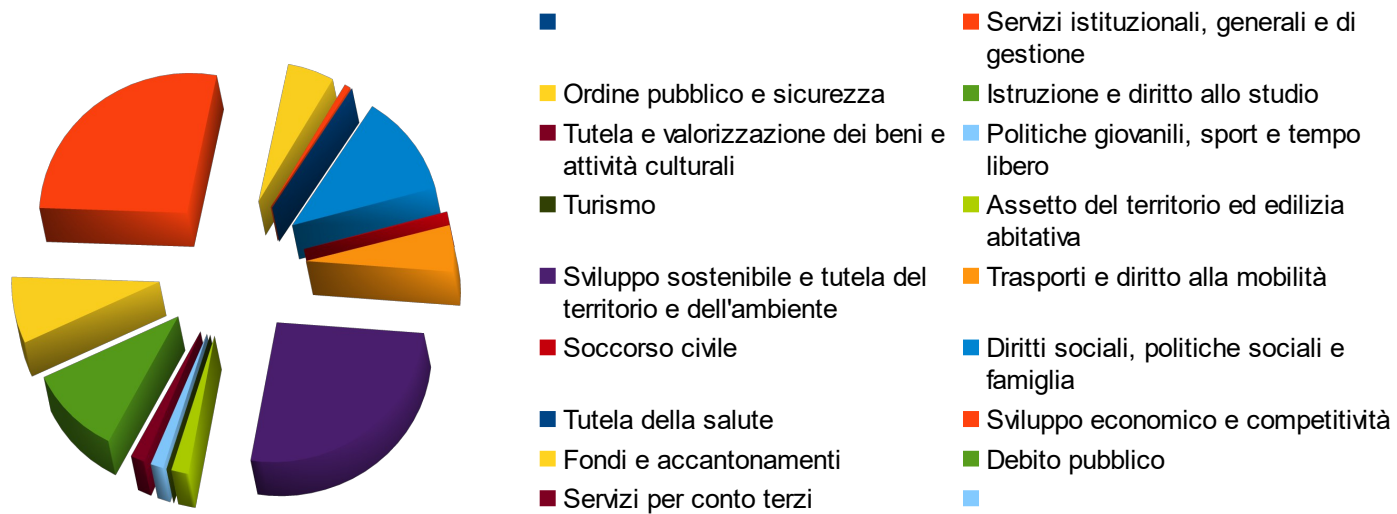 Servizi istituzionali, generali e di
gestione
Ordine pubblico e sicurezza
Istruzione e diritto allo studio
Tutela e valorizzazione dei beni e
attività culturali
Politiche giovanili, sport e tempo
libero
Turismo
Assetto del territorio ed edilizia
abitativa
Sviluppo sostenibile e tutela del
territorio e dell'ambiente
Trasporti e diritto alla mobilità
Soccorso civile
Diritti sociali, politiche sociali e
famiglia
Tutela della salute
Sviluppo economico e competitività
Fondi e accantonamenti
Debito pubblico
Servizi per conto terzi